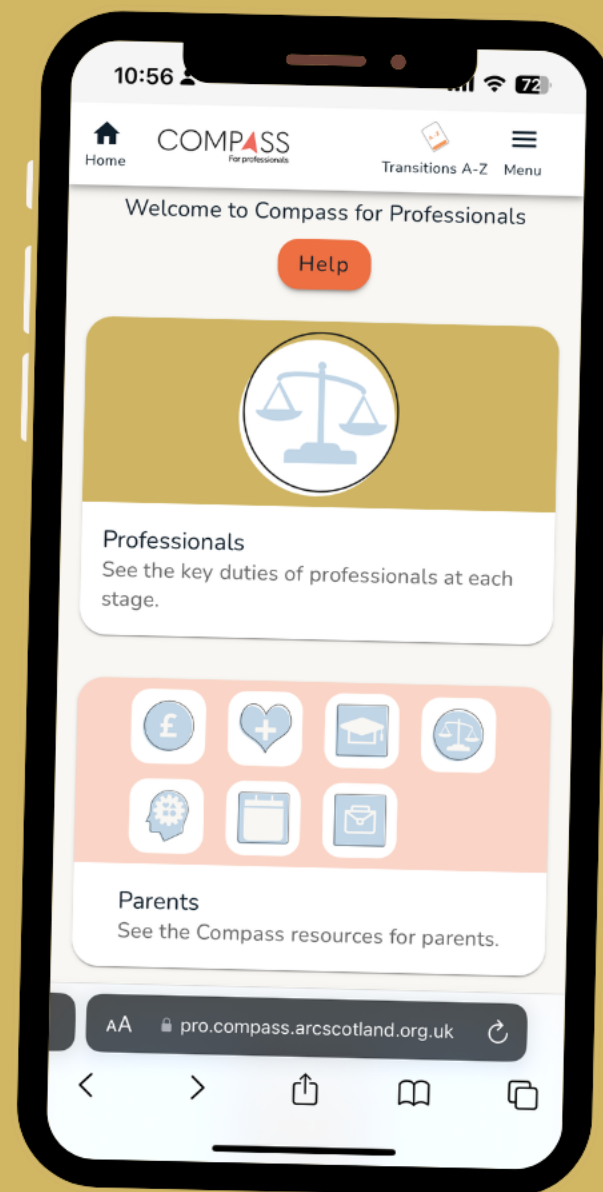 10:56
72
Home
COMPASS
For professionals
Transitions A-Z
Menu
Welcome to Compass for Professionals
Help
Professionals
See the key duties of professionals at each
stage.
£
Parents
See the Compass resources for parents.
AA
pro.compass.arcscotland.org.uk